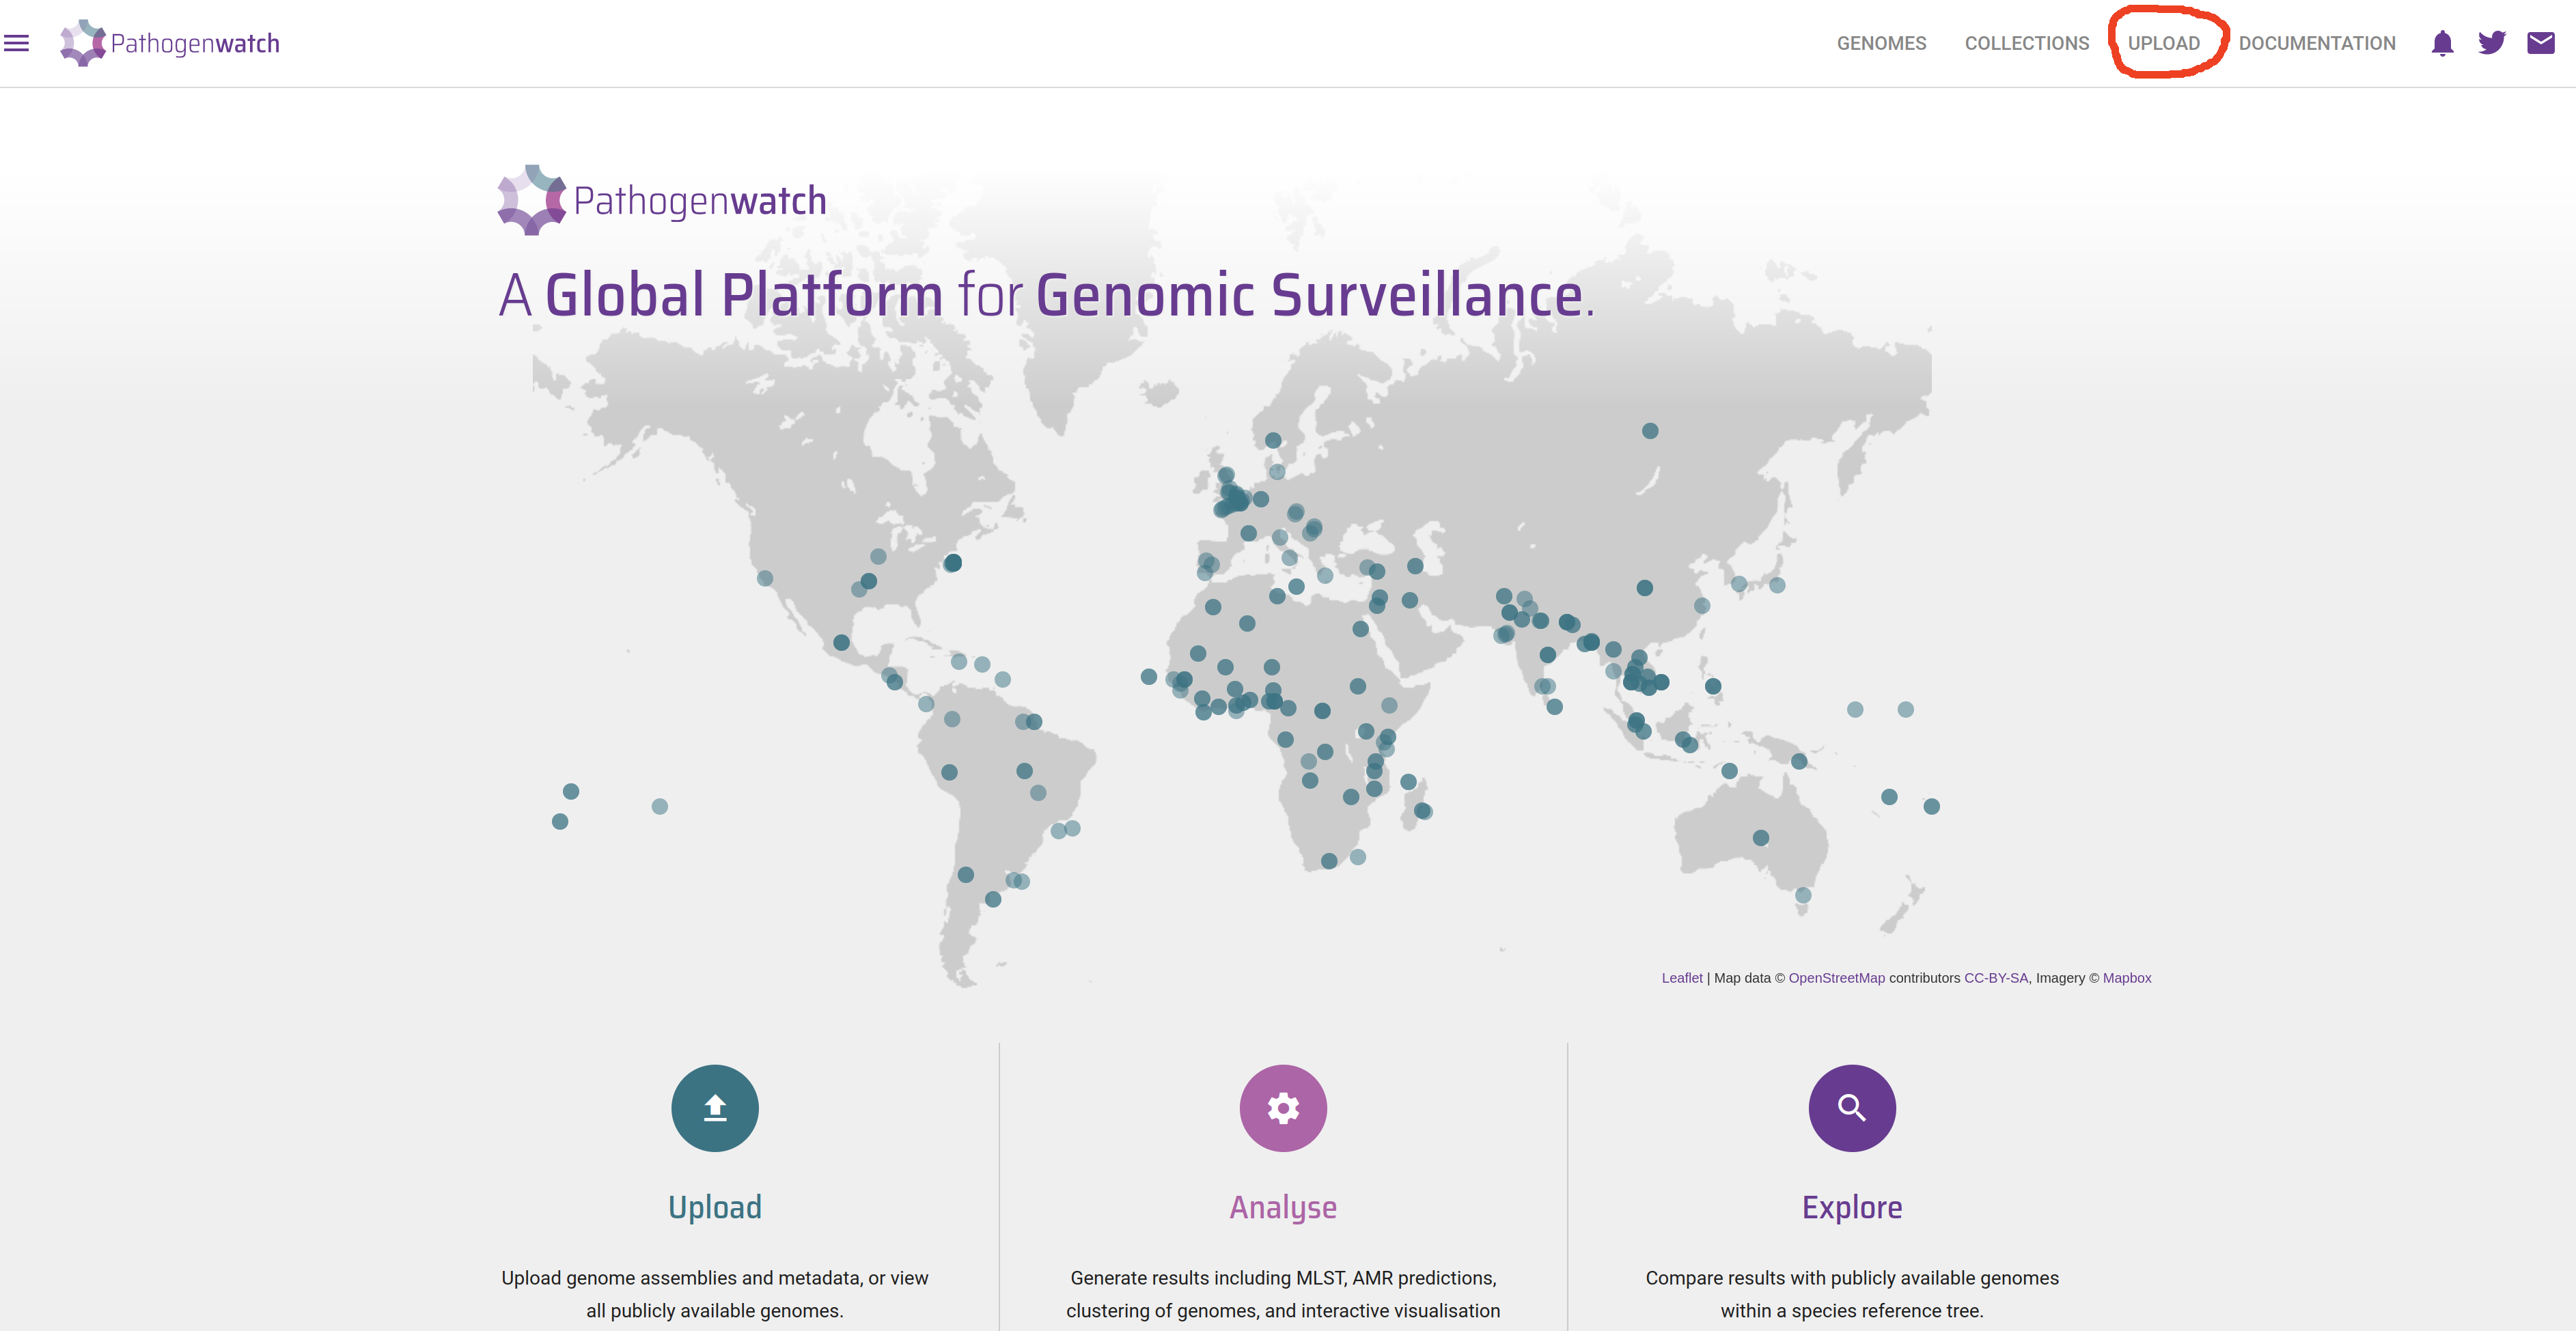 Pathogenwatch
GENOMES COLLECTIONS UPLOAD DOCUMENTATION
Pathogenwatch
A Global Platform for Genomic Surveillance.
Leaflet | Map data © OpenStreetMap contributors CC-BY-SA, Imagery © Mapbox
Upload
Upload genome assemblies and metadata, or view
all publicly available genomes.
Analyse
Generate results including MLST, AMR predictions,
clustering of genomes, and interactive visualisation
Explore
Compare results with publicly available genomes
within a species reference tree.